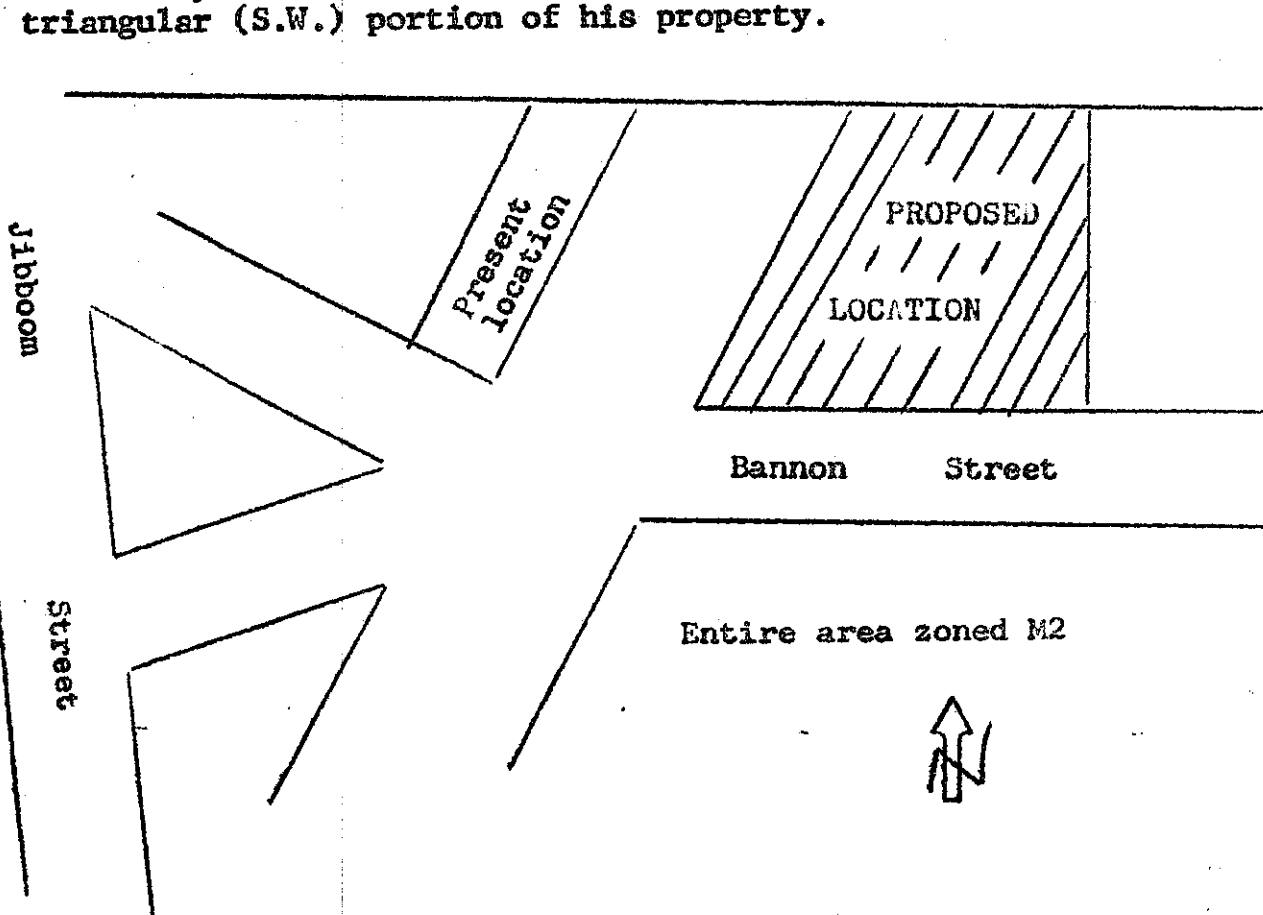 triangular (S.W.) portion of his property.
Present
location
PROPOSED
LOCATION
Jibboom
Street
Bannon Street
Entire area zoned M2
N